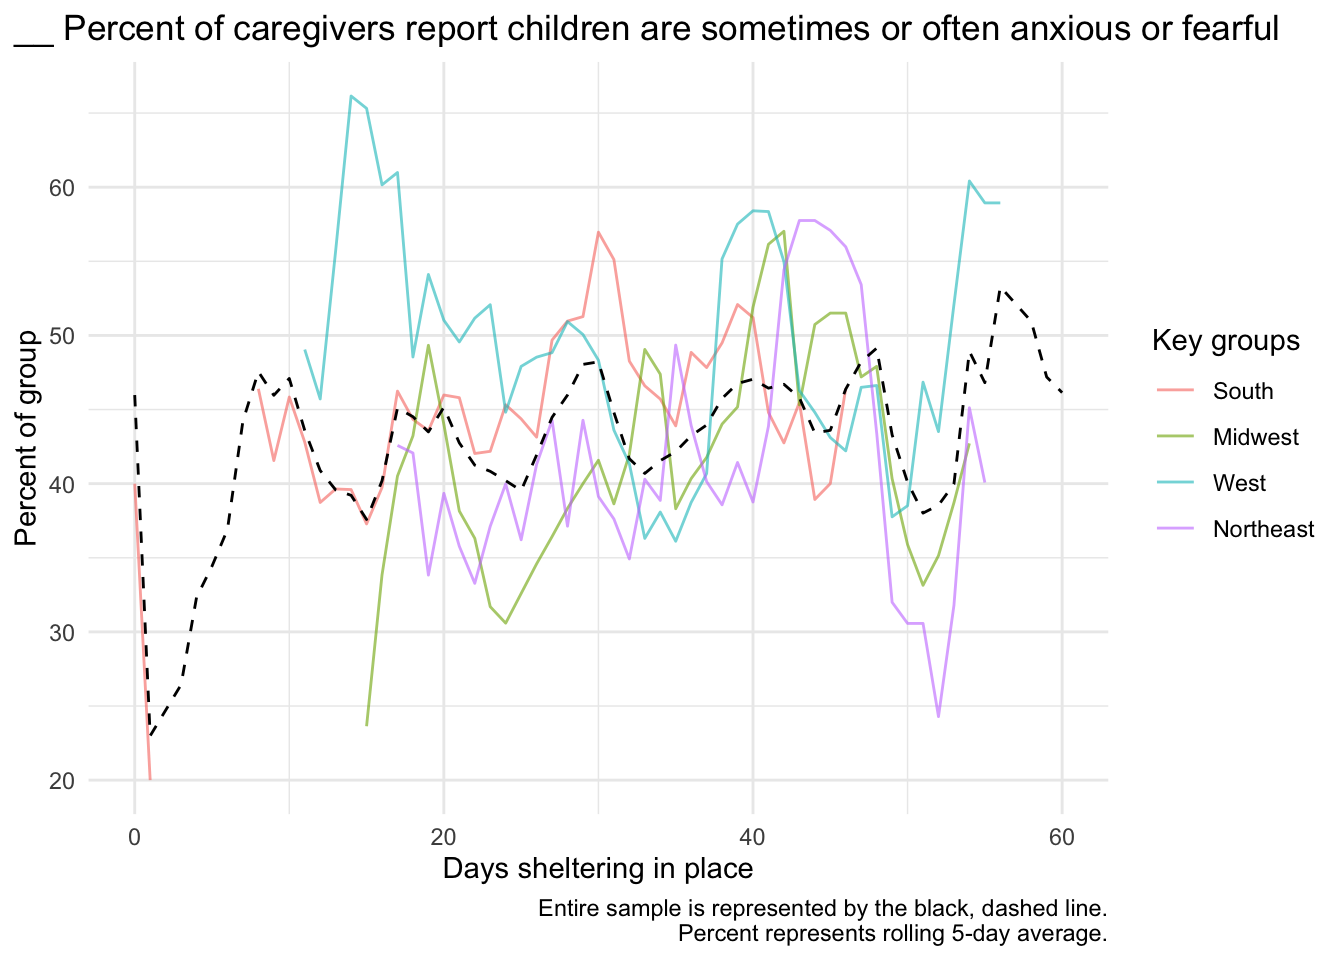 __ Percent of caregivers report children are sometimes or often anxious or fearful
Percent of group
60
50
40
30
20
0
20
40
60
Days sheltering in place
Key groups
South
Midwest
West
Northeast
Entire sample is represented by the black, dashed line.
Percent represents rolling 5-day average.